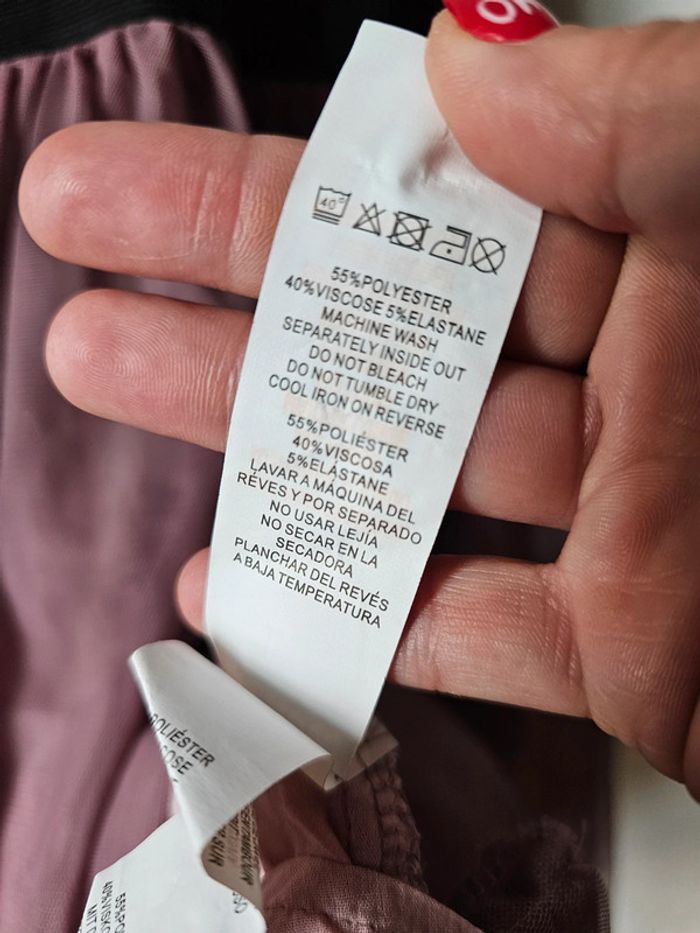 OK
40°
55%POLYESTER
40%VISCOSE 5%ELASTANE
MACHINE WASH
SEPARATELY INSIDE OUT
DO NOT BLEACH
DO NOT TUMBLE DRY
COOL IRON ON REVERSE
55%POLIÉSTER
40%VISCOSA
5%ELÁSTANE
LAVAR A MÁQUINA DEL
RÉVES Y POR SEPARADO
NO USAR LEJÍA
NO SECAR EN LA
SECADORA
PLANCHAR DEL REVÉS
A BAJA TEMPERATURA